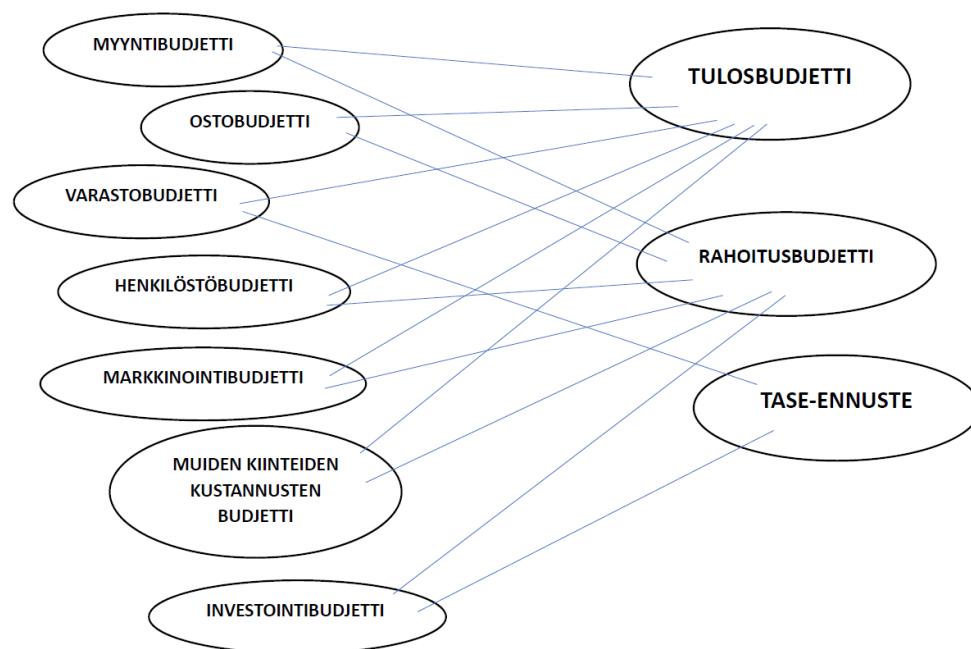 MYYNTIBUDJETTI
OSTOBUDJETTI
VARASTOBUDJETTI
HENKILÖSTÖBUDJETTI
MARKKINOINTIBUDJETTI
MUIDEN KIINTEIDEN
KUSTANNUSTEN
BUDJETTI
INVESTOINTIBUDJETTI
TULOSBUDJETTI
RAHOITUSBUDJETTI
TASE-ENNUSTE